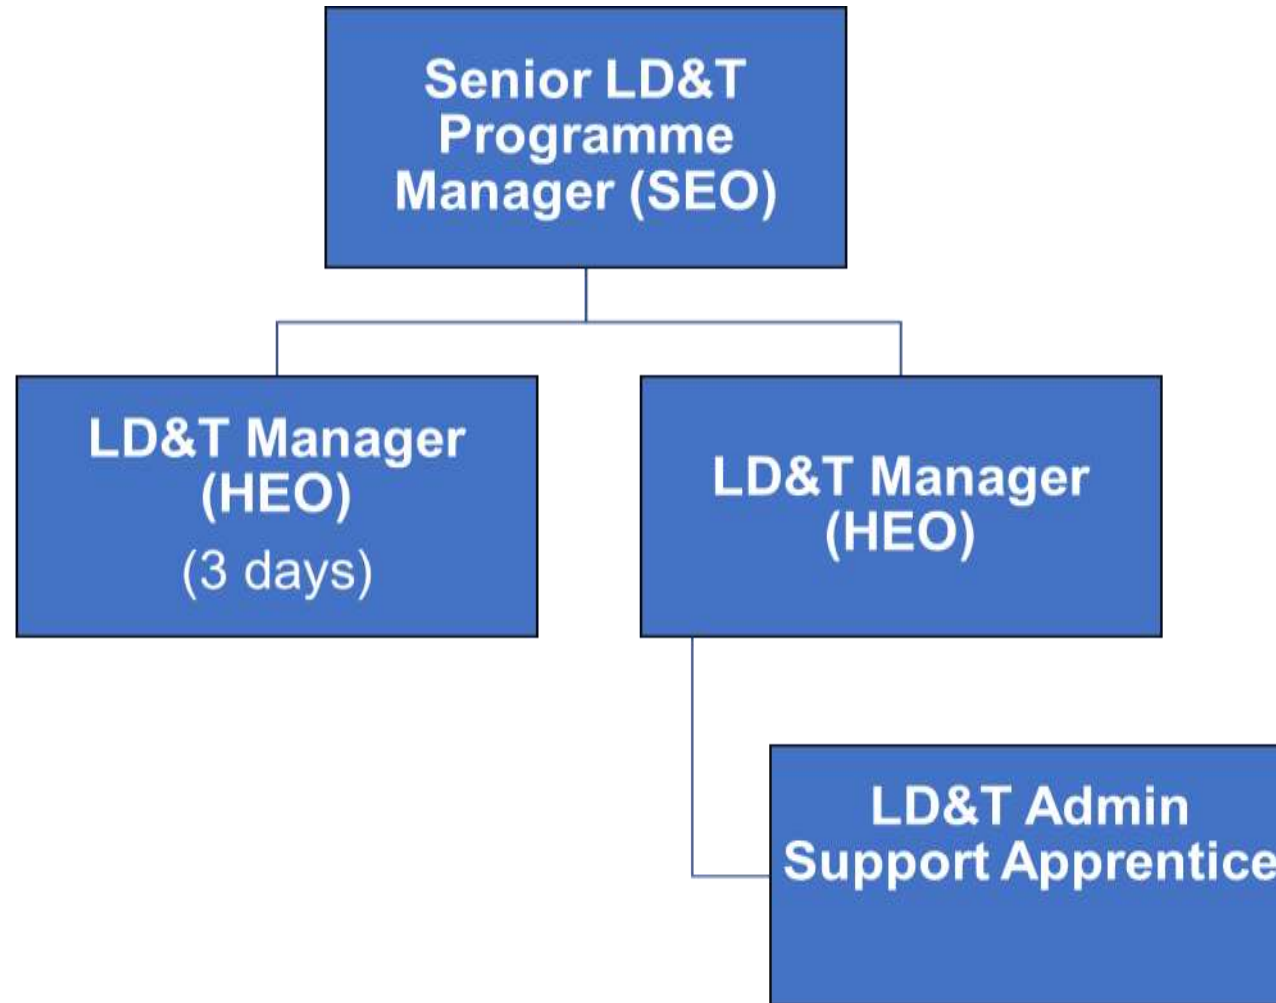 Senior LD&T
Programme
Manager (SEO)
LD&T Manager
(HEO)
(3 days)
LD&T Manager
(HEO)
LD&T Admin
Support Apprentice